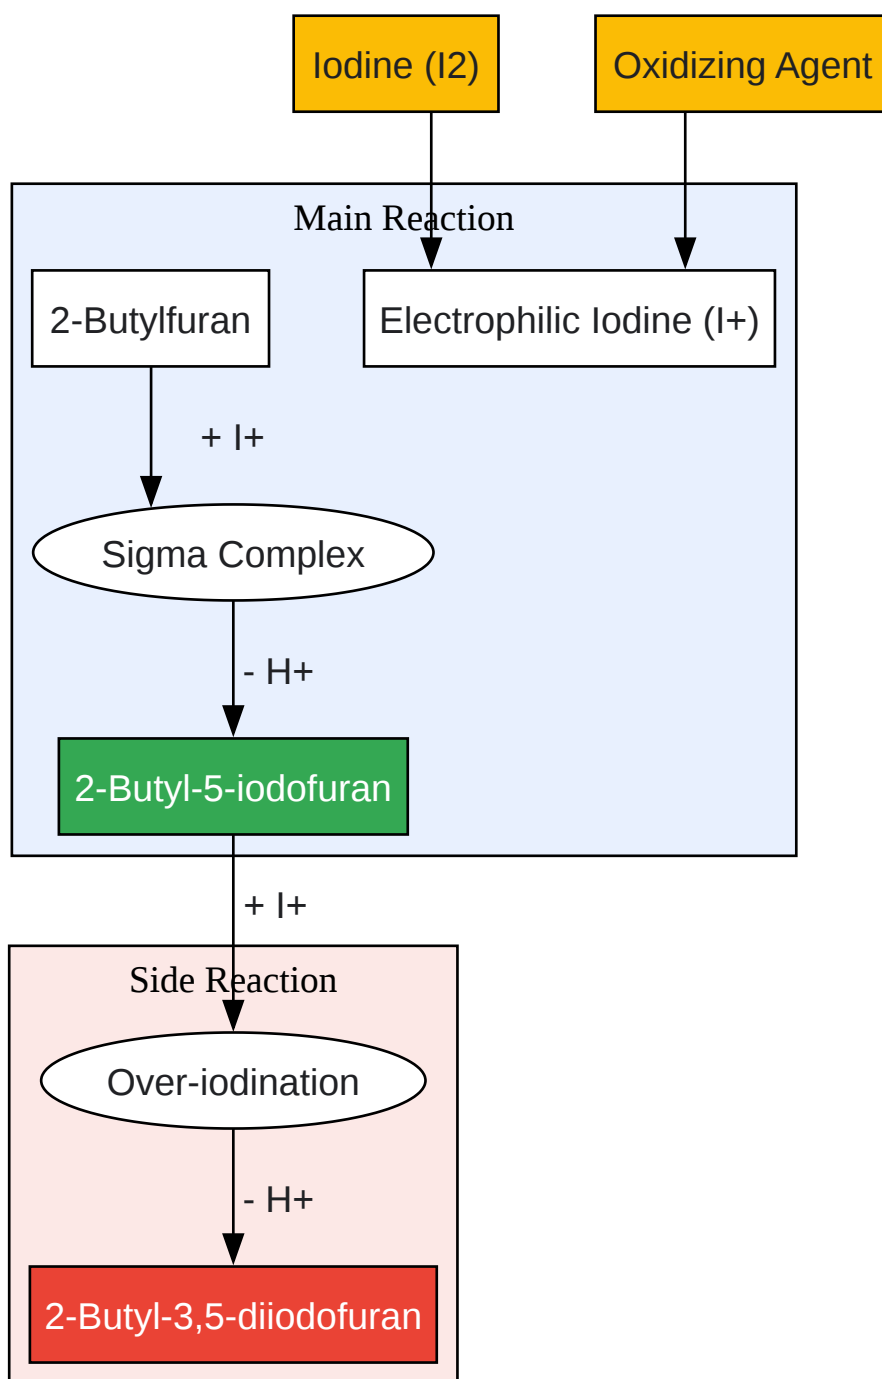 Iodine (I2)
Oxidizing Agent
Main Reaction
2-Butylfuran
Electrophilic Iodine (I+)
+ I+
Sigma Complex
- H+
2-Butyl-5-iodofuran
+ I+
Side Reaction
Over-iodination
- H+
2-Butyl-3,5-diiodofuran